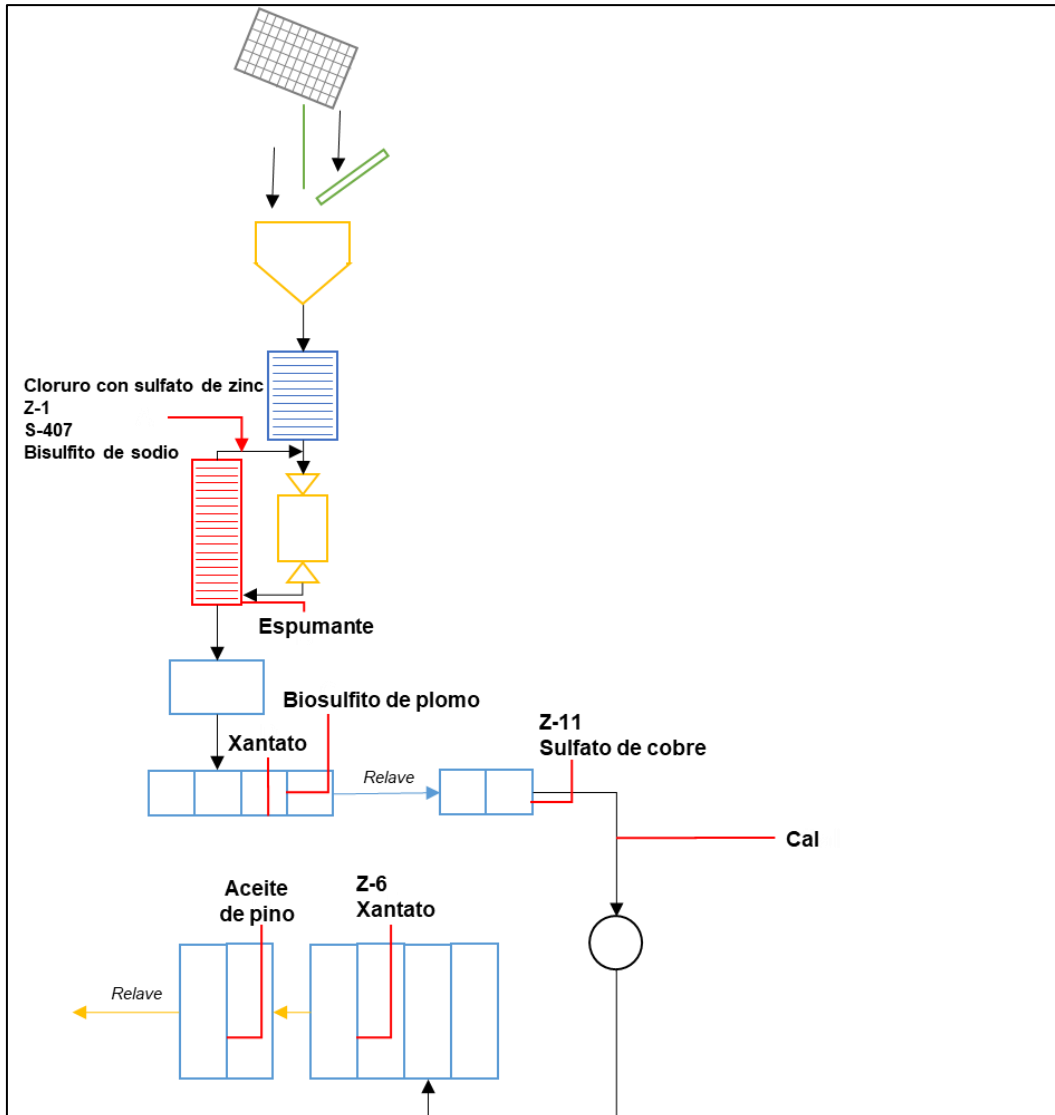 Cloruro con sulfato de zinc
Z-1
S-407
Bisulfito de sodio
Espumante
Biosulfito de plomo
Xantato
Relave
Z-11
Sulfato de cobre
Cal
Aceite
de pino
Z-6
Xantato
Relave